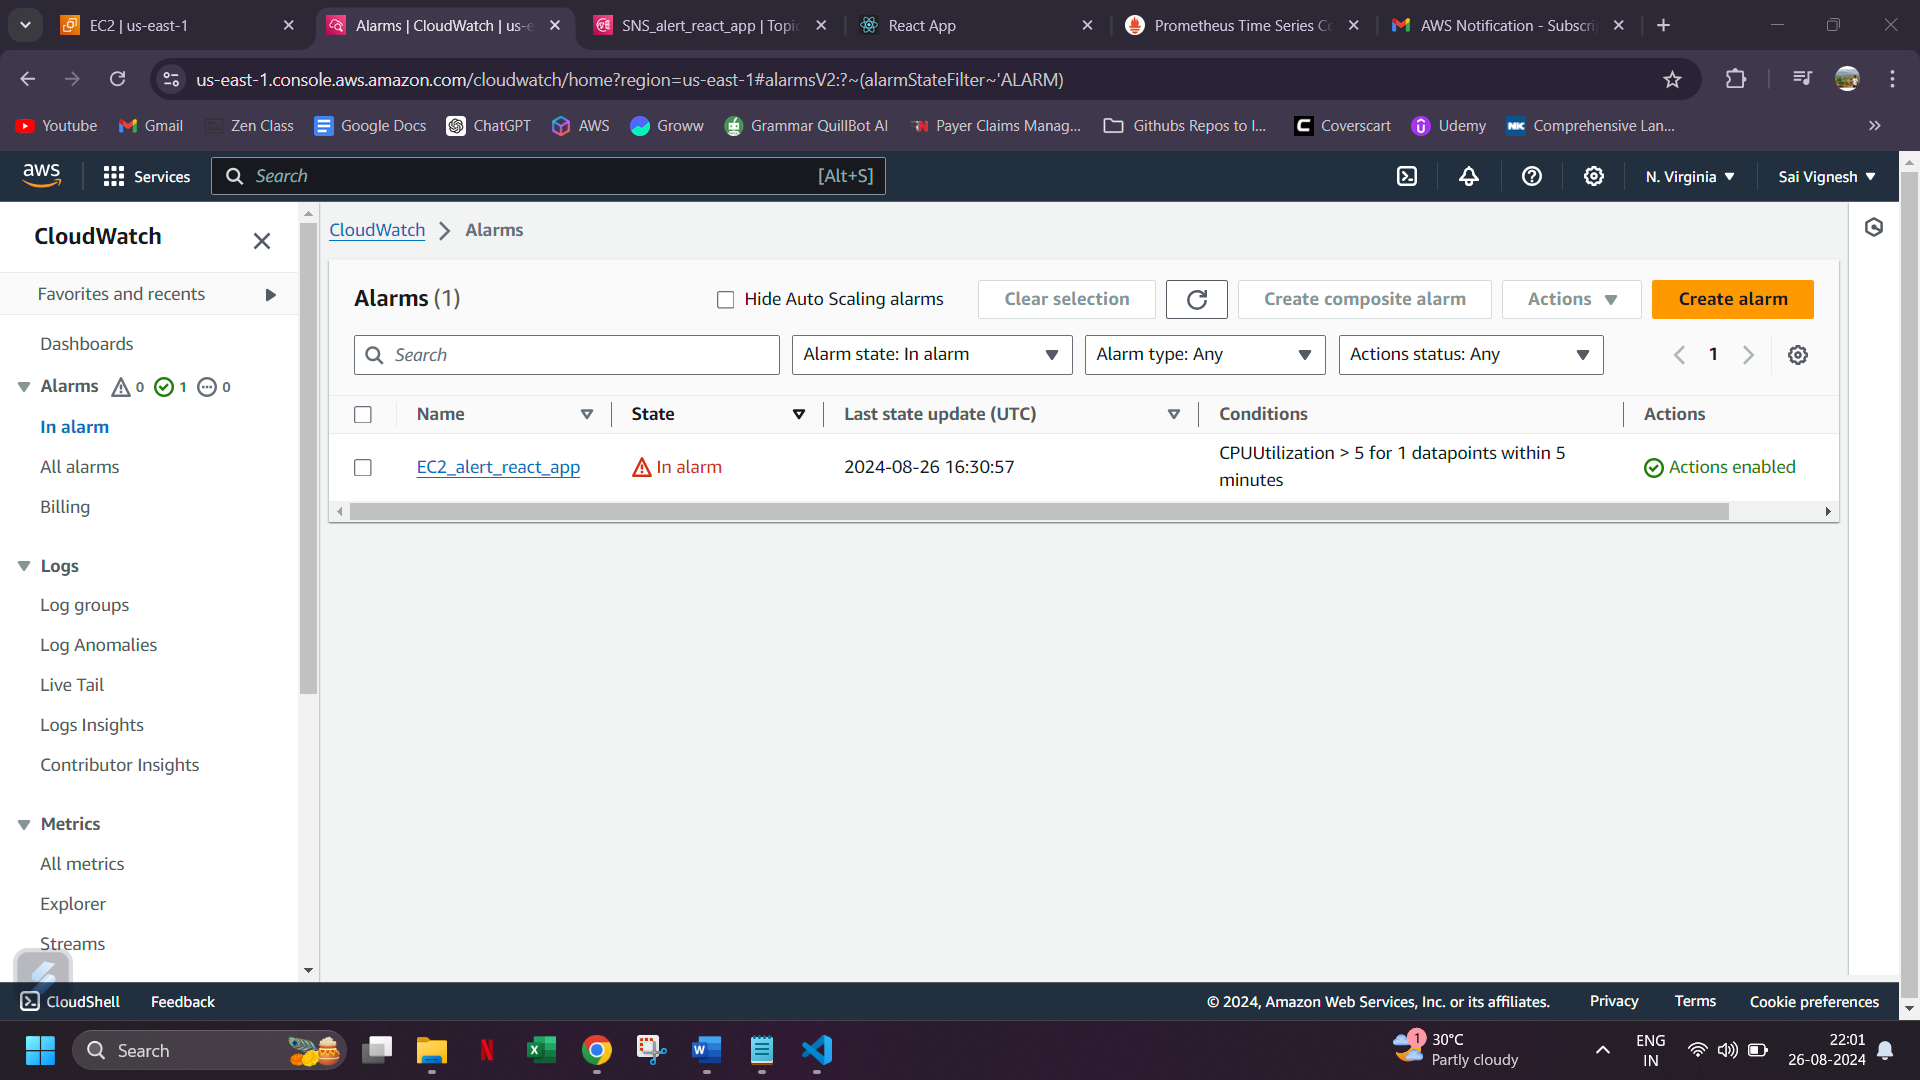 EC2 | us-east-1
Alarms | CloudWatch | us-e
SNS_alert_react_app | Topic
React App
Prometheus Time Series Co
AWS Notification - Subscri
us-east-1.console.aws.amazon.com/cloudwatch/home?region=us-east-1#alarmsV2:?~(alarmStateFilter~'ALARM)
Youtube
Gmail
Zen Class
Google Docs
ChatGPT
AWS
Groww
Grammar QuillBot AI
Payer Claims Manag...
Githubs Repos to l...
Coverscart
Udemy
Comprehensive Lan...
aws
Services
Search
[Alt+S]
N. Virginia
Sai Vignesh
CloudWatch
Favorites and recents
Dashboards
Alarms 0 1 0
In alarm
All alarms
Billing
Logs
Log groups
Log Anomalies
Live Tail
Logs Insights
Contributor Insights
Metrics
All metrics
Explorer
Streams
CloudWatch
Alarms
Alarms (1)
Hide Auto Scaling alarms
Clear selection
Create composite alarm
Actions
Create alarm
Search
Alarm state: In alarm
Alarm type: Any
Actions status: Any
1
Name
State
Last state update (UTC)
Conditions
Actions
EC2_alert_react_app
In alarm
2024-08-26 16:30:57
CPUUtilization > 5 for 1 datapoints within 5
minutes
Actions enabled
CloudShell
Feedback
© 2024, Amazon Web Services, Inc. or its affiliates.
Privacy
Terms
Cookie preferences
Search
1
30°C
Partly cloudy
ENG
IN
22:01
26-08-2024